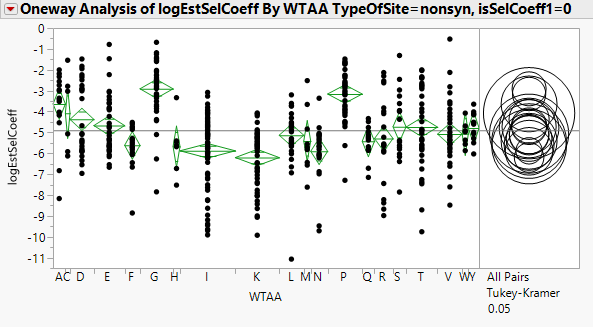 Oneway Analysis of logEstSelCoeff By WTAA TypeOfSite=nonsyn, isSelCoeff1=0
0
-1
-2
-3
-4
-5
-6
-7
-8
-9
-10
-11
logEstSelCoeff
A C D E F G H I K L M N P Q R S T V W Y
WTAA
All Pairs
Tukey-Kramer
0.05